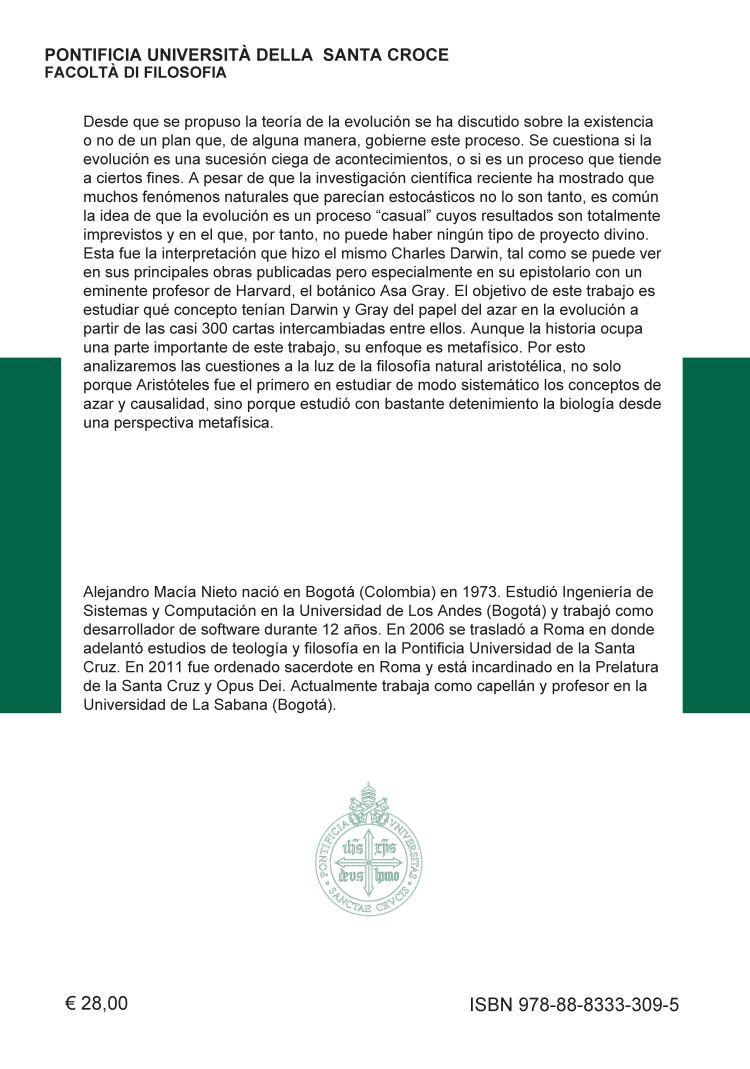 PONTIFICIA UNIVERSITÀ DELLA SANTA CROCE
FACOLTÀ DI FILOSOFIA
Desde que se propuso la teoría de la evolución se ha discutido sobre la existencia
o no de un plan que, de alguna manera, gobierne este proceso. Se cuestiona si la
evolución es una sucesión ciega de acontecimientos, o si es un proceso que tiende
a ciertos fines. A pesar de que la investigación científica reciente ha mostrado que
muchos fenómenos naturales que parecían estocásticos no lo son tanto, es común
la idea de que la evolución es un proceso “casual” cuyos resultados son totalmente
imprevistos y en el que, por tanto, no puede haber ningún tipo de proyecto divino.
Esta fue la interpretación que hizo el mismo Charles Darwin, tal como se puede ver
en sus principales obras publicadas pero especialmente en su epistolario con un
eminente profesor de Harvard, el botánico Asa Gray. El objetivo de este trabajo es
estudiar qué concepto tenían Darwin y Gray del papel del azar en la evolución a
partir de las casi 300 cartas intercambiadas entre ellos. Aunque la historia ocupa
una parte importante de este trabajo, su enfoque es metafísico. Por esto
analizaremos las cuestiones a la luz de la filosofía natural aristotélica, no solo
porque Aristóteles fue el primero en estudiar de modo sistemático los conceptos de
azar y causalidad, sino porque estudió con bastante detenimiento la biología desde
una perspectiva metafísica.
Alejandro Macía Nieto nació en Bogotá (Colombia) en 1973. Estudió Ingeniería de
Sistemas y Computación en la Universidad de Los Andes (Bogotá) y trabajó como
desarrollador de software durante 12 años. En 2006 se trasladó a Roma en donde
adelantó estudios de teología y filosofía en la Pontificia Universidad de la Santa
Cruz. En 2011 fue ordenado sacerdote en Roma y está incardinado en la Prelatura
de la Santa Cruz y Opus Dei. Actualmente trabaja como capellán y profesor en la
Universidad de La Sabana (Bogotá).
PONTIFICIA VNIVERSITAS
ihs xps
deus homo
SANCTAE CRVCIS
€ 28,00
ISBN 978-88-8333-309-5